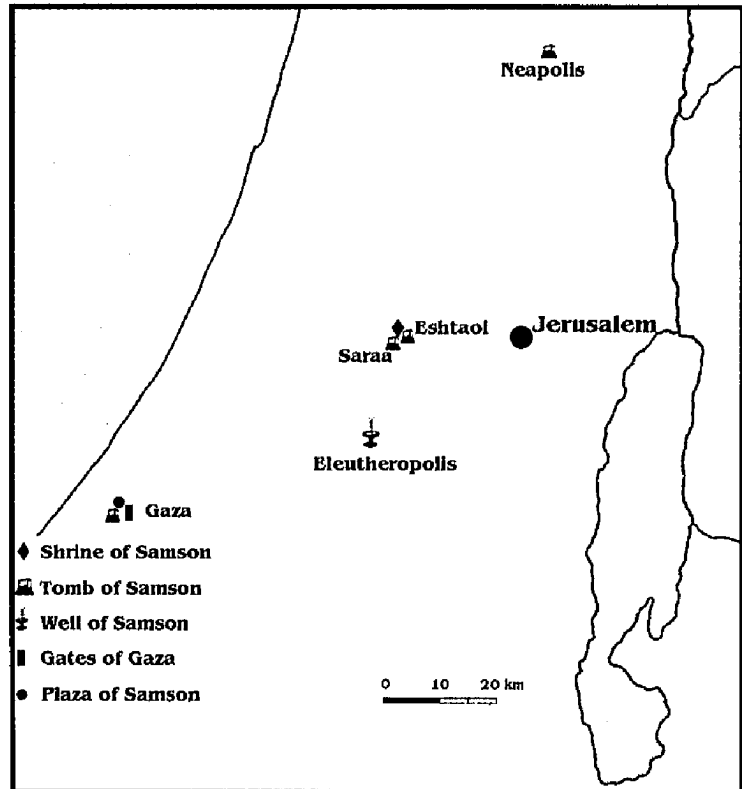 Neapolis
Eshtaol
Jerusalem
Saraa
Eleutheropolis
Gaza
Shrine of Samson
Tomb of Samson
Well of Samson
Gates of Gaza
Plaza of Samson
0 10 20 km